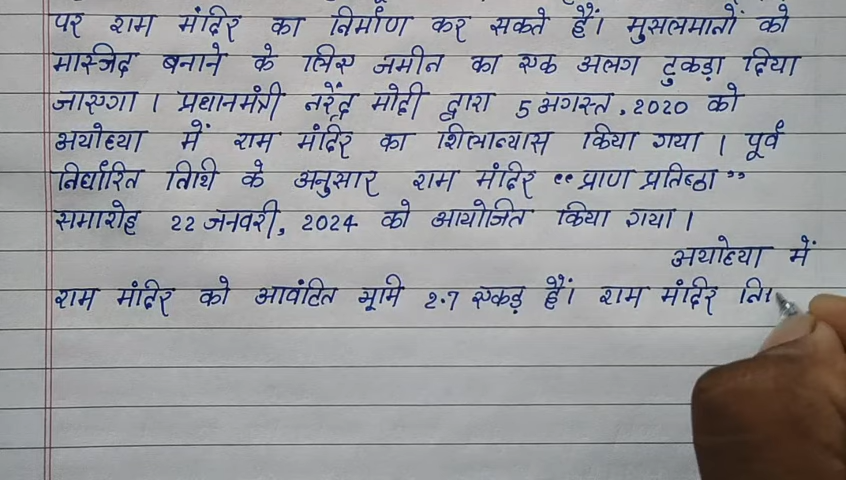 पर राम मंदिर का निर्माण कर सकते हैं। मुसलमानों को
मस्जिद बनाने के लिए जमीन का एक अलग टुकड़ा दिया
जाएगा। प्रधानमंत्री नरेंद्र मोदी द्वारा 5 अगस्त, 2020 को
अयोध्या में राम मंदिर का शिलान्यास किया गया। पूर्व
निर्धारित तिथि के अनुसार राम मंदिर "प्राण प्रतिष्ठा"
समारोह 22 जनवरी, 2024 को आयोजित किया गया।
अयोध्या में
राम मंदिर को आवंटित भूमि 2.7 एकड़ हैं। राम मंदिर